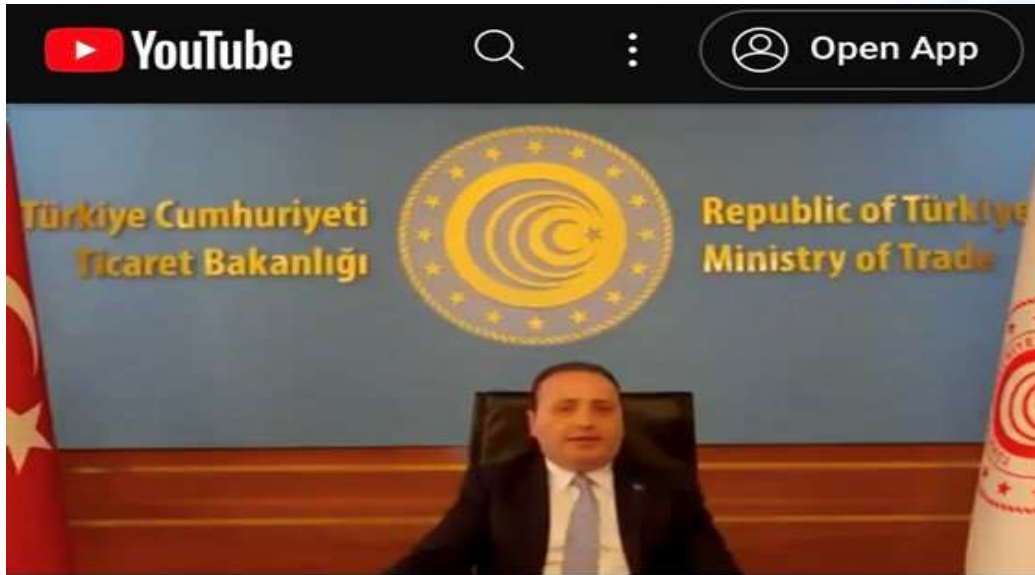 YouTube
Open App
Türkiye Cumhuriyeti
Ticaret Bakanlığı
Republic of Türkiye
Ministry of Trade